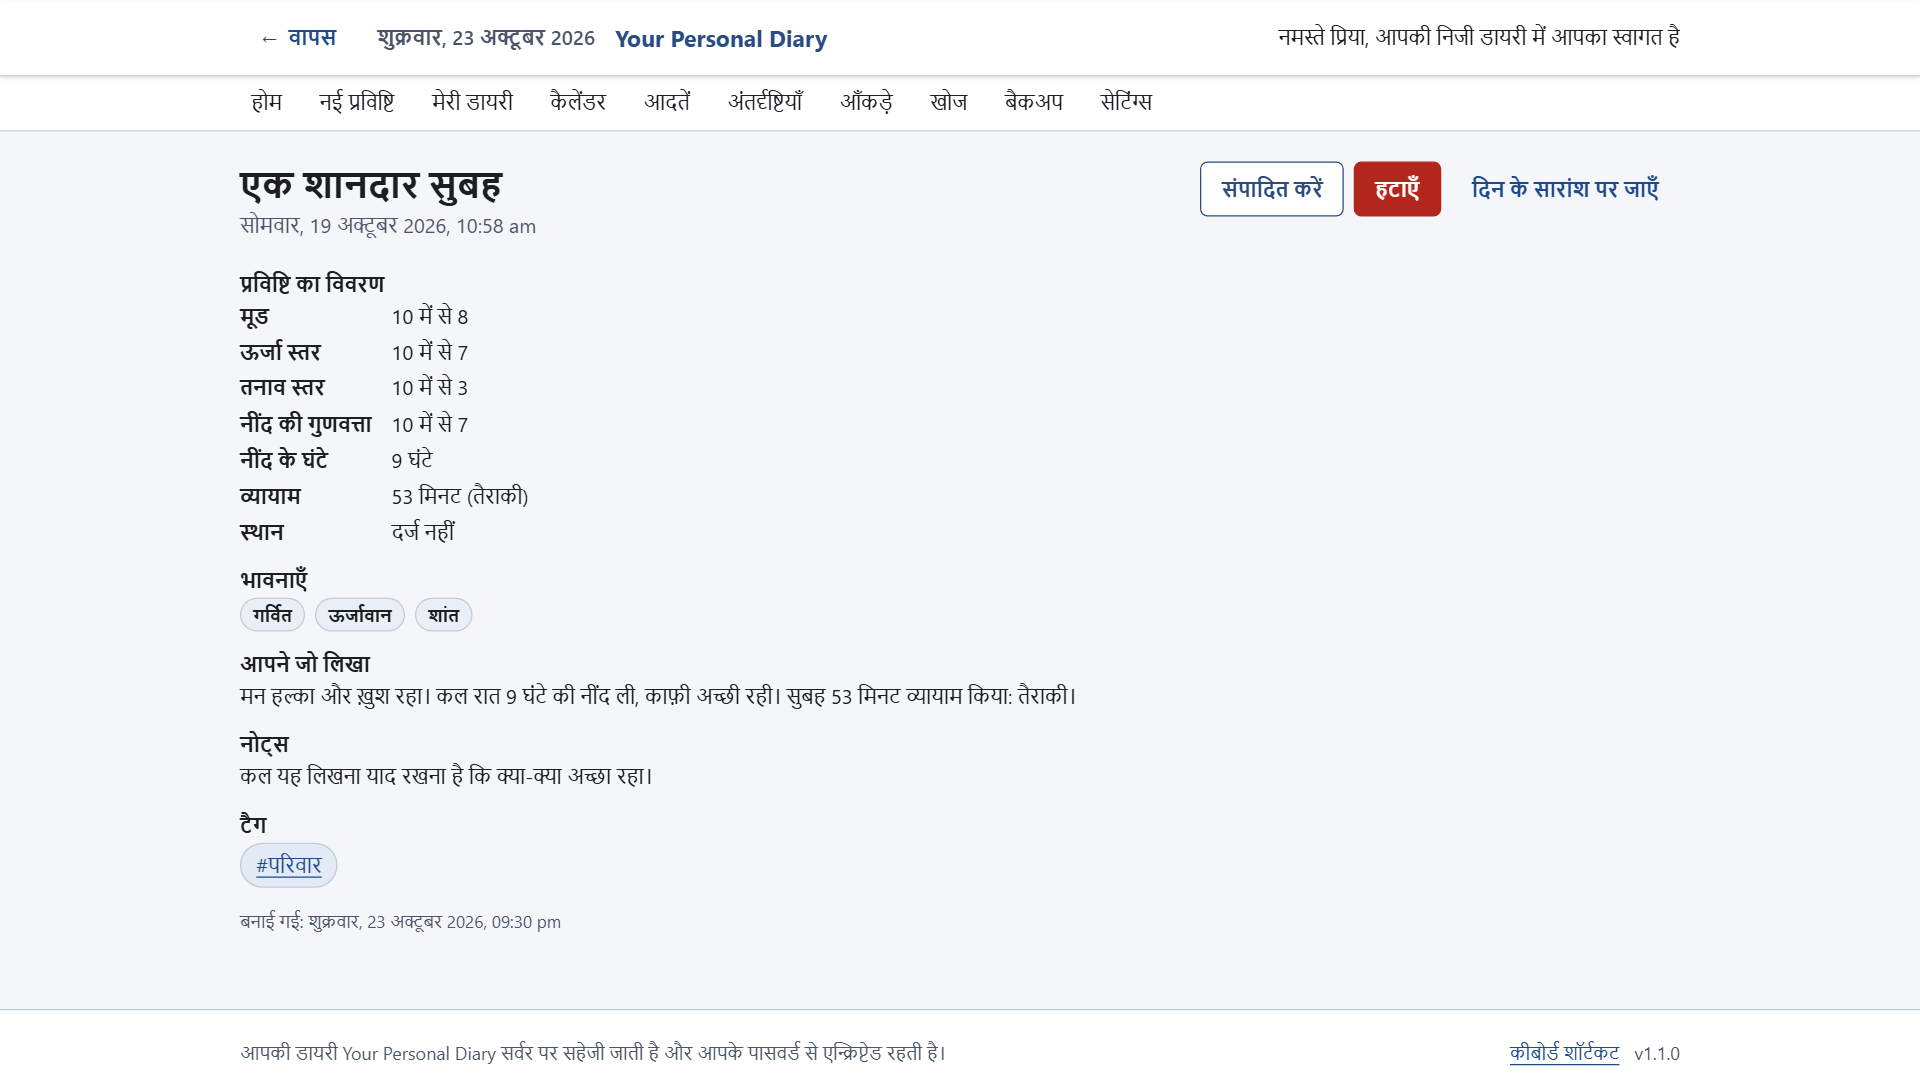 ← वापस शुक्रवार, 23 अक्टूबर 2026 Your Personal Diary नमस्ते प्रिया, आपकी निजी डायरी में आपका स्वागत है
होम नई प्रविष्टि मेरी डायरी कैलेंडर आदतें अंतर्दृष्टियाँ आँकड़े खोज बैकअप सेटिंग्स
एक शानदार सुबह संपादित करें हटाएँ दिन के सारांश पर जाएँ
सोमवार, 19 अक्टूबर 2026, 10:58 am
प्रविष्टि का विवरण
मूड 10 में से 8
ऊर्जा स्तर 10 में से 7
तनाव स्तर 10 में से 3
नींद की गुणवत्ता 10 में से 7
नींद के घंटे 9 घंटे
व्यायाम 53 मिनट (तैराकी)
स्थान दर्ज नहीं
भावनाएँ
गर्वित ऊर्जावान शांत
आपने जो लिखा
मन हल्का और ख़ुश रहा। कल रात 9 घंटे की नींद ली, काफ़ी अच्छी रही। सुबह 53 मिनट व्यायाम किया: तैराकी।
नोट्स
कल यह लिखना याद रखना है कि क्या-क्या अच्छा रहा।
टैग
#परिवार
बनाई गई: शुक्रवार, 23 अक्टूबर 2026, 09:30 pm
आपकी डायरी Your Personal Diary सर्वर पर सहेजी जाती है और आपके पासवर्ड से एन्क्रिप्टेड रहती है। कीबोर्ड शॉर्टकट v1.1.0